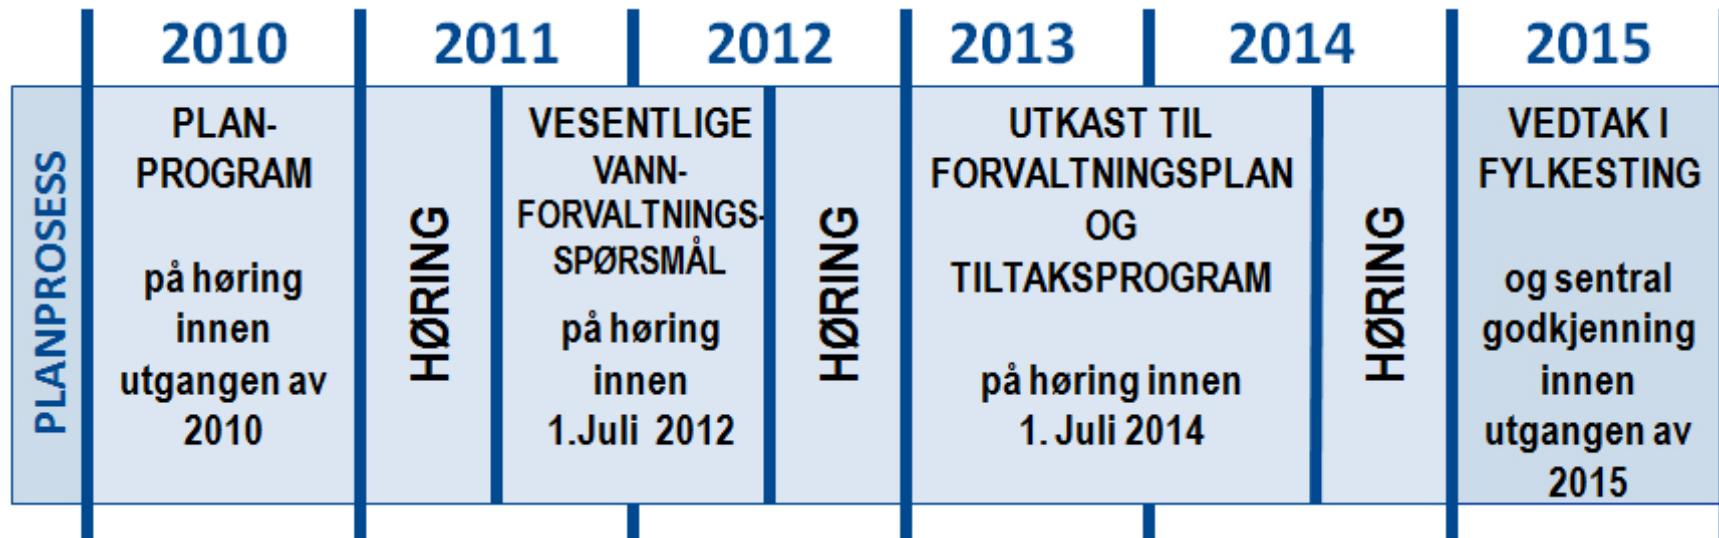 2010
2011
2012
2013
2014
2015
PLANPROSESS
PLAN-
PROGRAM
på høring
innen
utgangen av
2010
HØRING
VESENTLIGE
VANN-
FORVALTNINGS-
SPØRSMÅL
på høring
innen
1.Juli 2012
HØRING
UTKAST TIL
FORVALTNINGSPLAN
OG
TILTAKSPROGRAM
på høring innen
1. Juli 2014
HØRING
VEDTAK I
FYLKESTING
og sentral
godkjenning
innen
utgangen av
2015